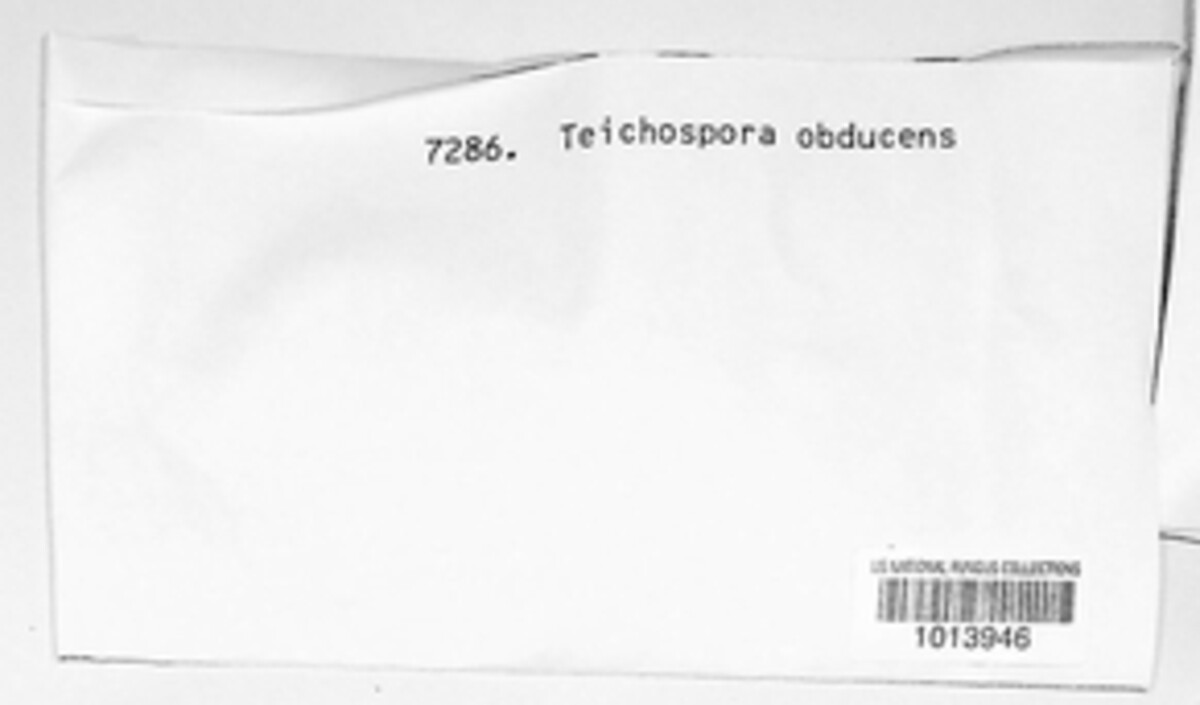 7286. Teichospora obducens
US NATIONAL FUNGUS COLLECTIONS
1013946